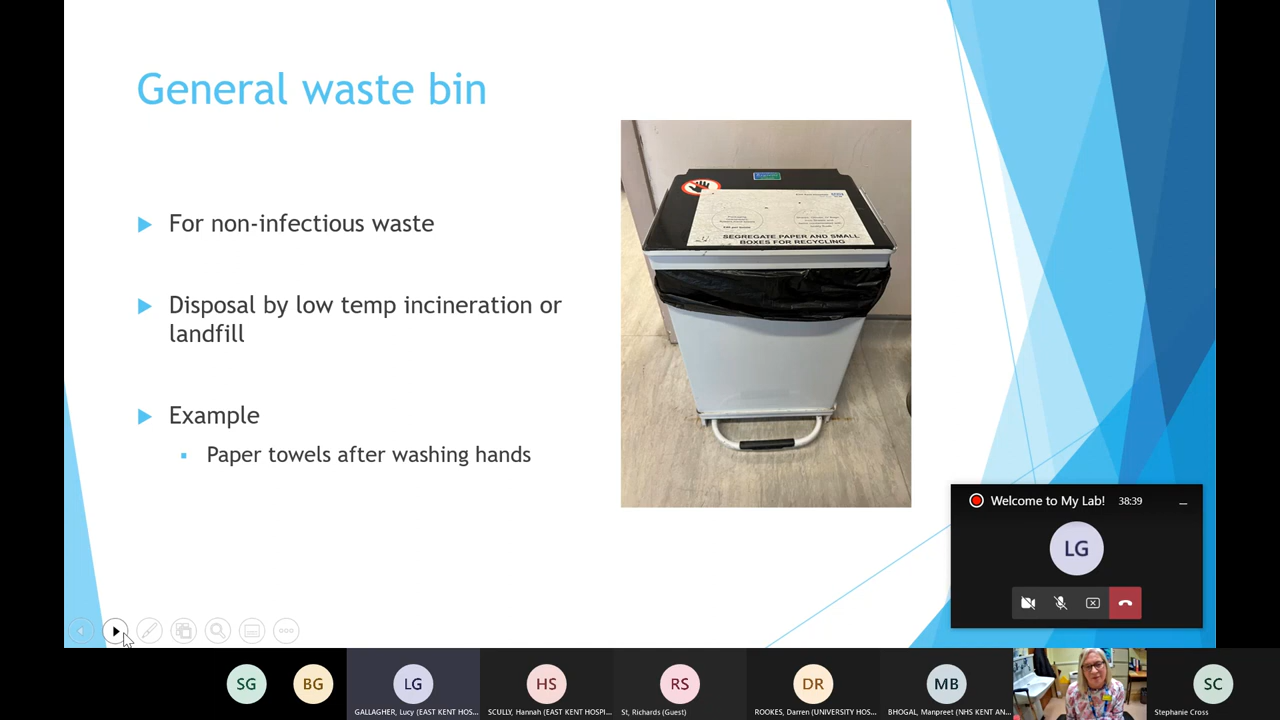 General waste bin
For non-infectious waste
Disposal by low temp incineration or
landfill
Example
Paper towels after washing hands
SEGREGATE PAPER AND SMALL
BOXES FOR RECYCLING
Welcome to My Lab! 38:39
LG
SG
BG
LG
GALLAGHER, Lucy (EAST KENT HOS...
HS
SCULLY, Hannah (EAST KENT HOSPI...
RS
St, Richards (Guest)
DR
ROOKES, Darren (UNIVERSITY HOS...
MB
BHOGAL, Manpreet (NHS KENT AN...
SC
Stephanie Cross